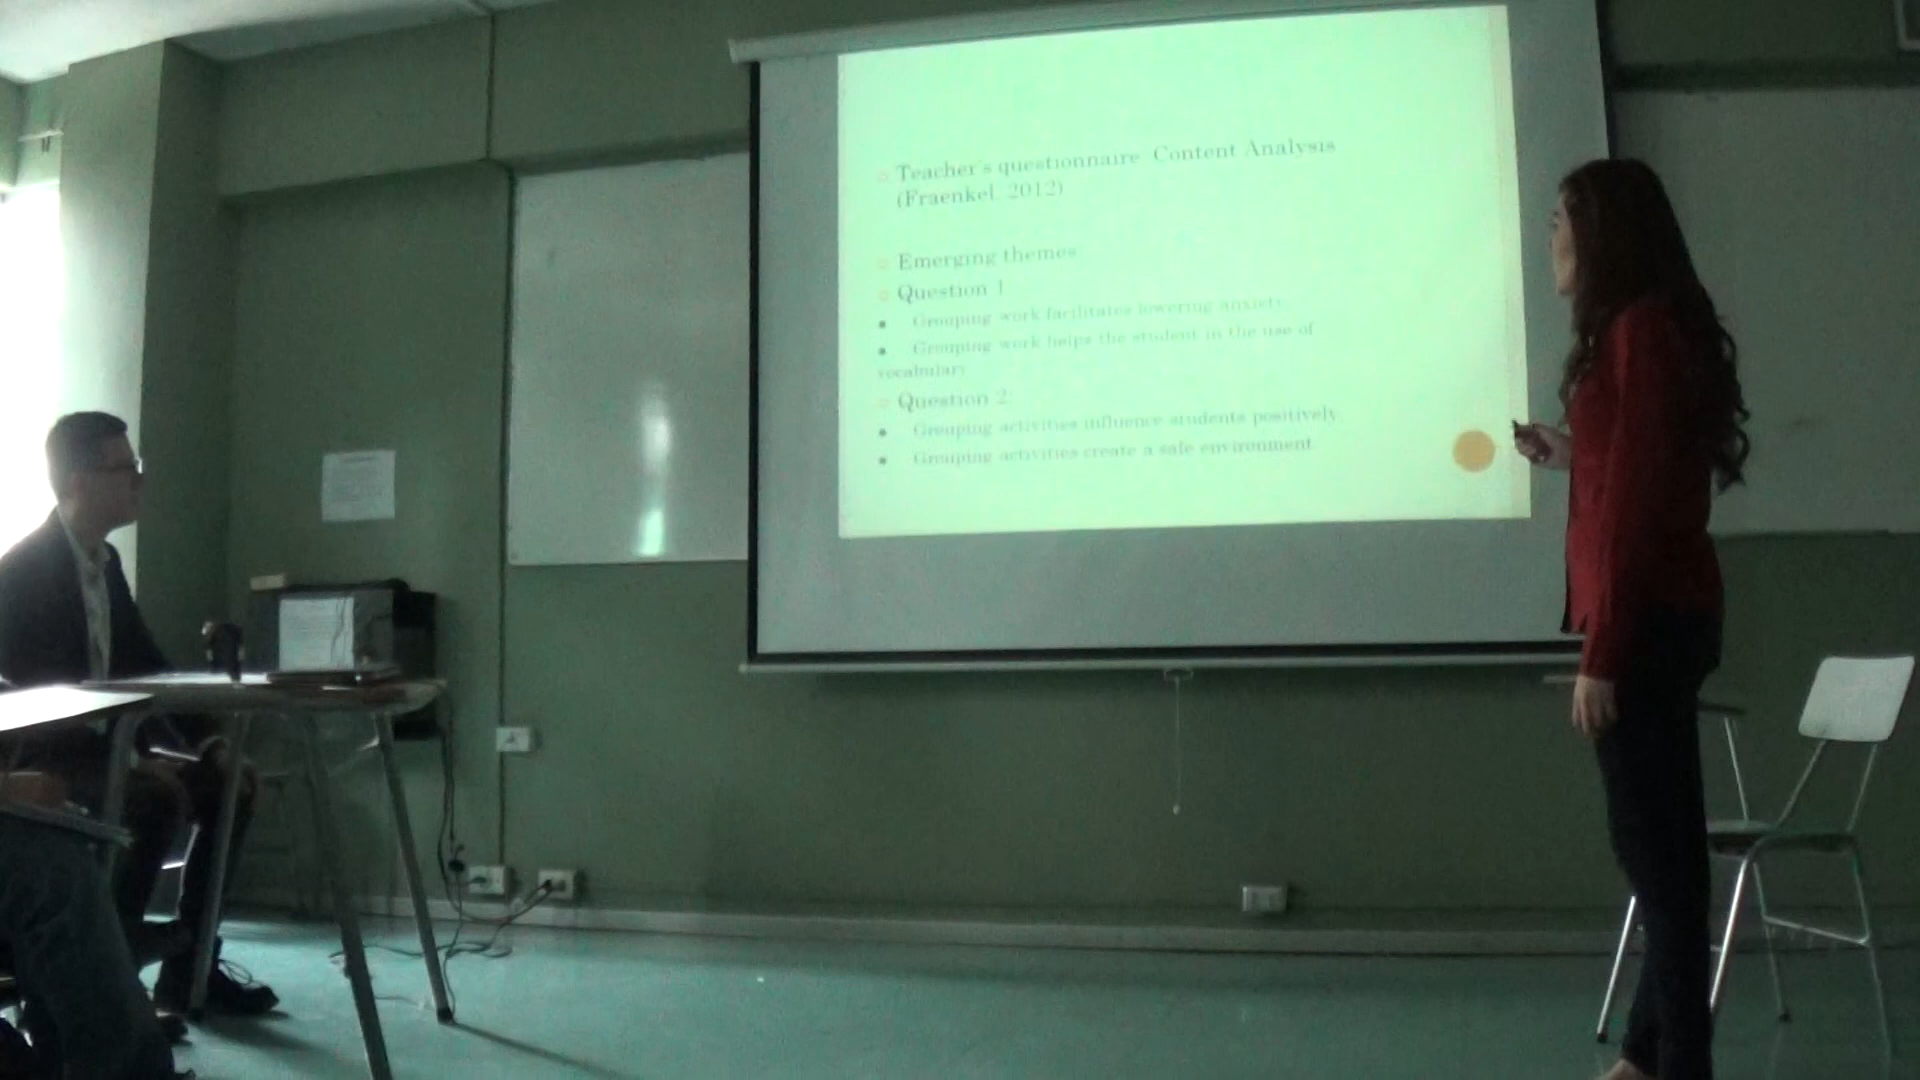 Teacher's questionnaire Content Analysis
(Fraenkel, 2012)
Emerging themes
Question 1
Grouping work facilitates lowering anxiety.
Grouping work helps the student in the use of
vocabulary
Question 2:
Grouping activities influence students positively
Grouping activities create a safe environment